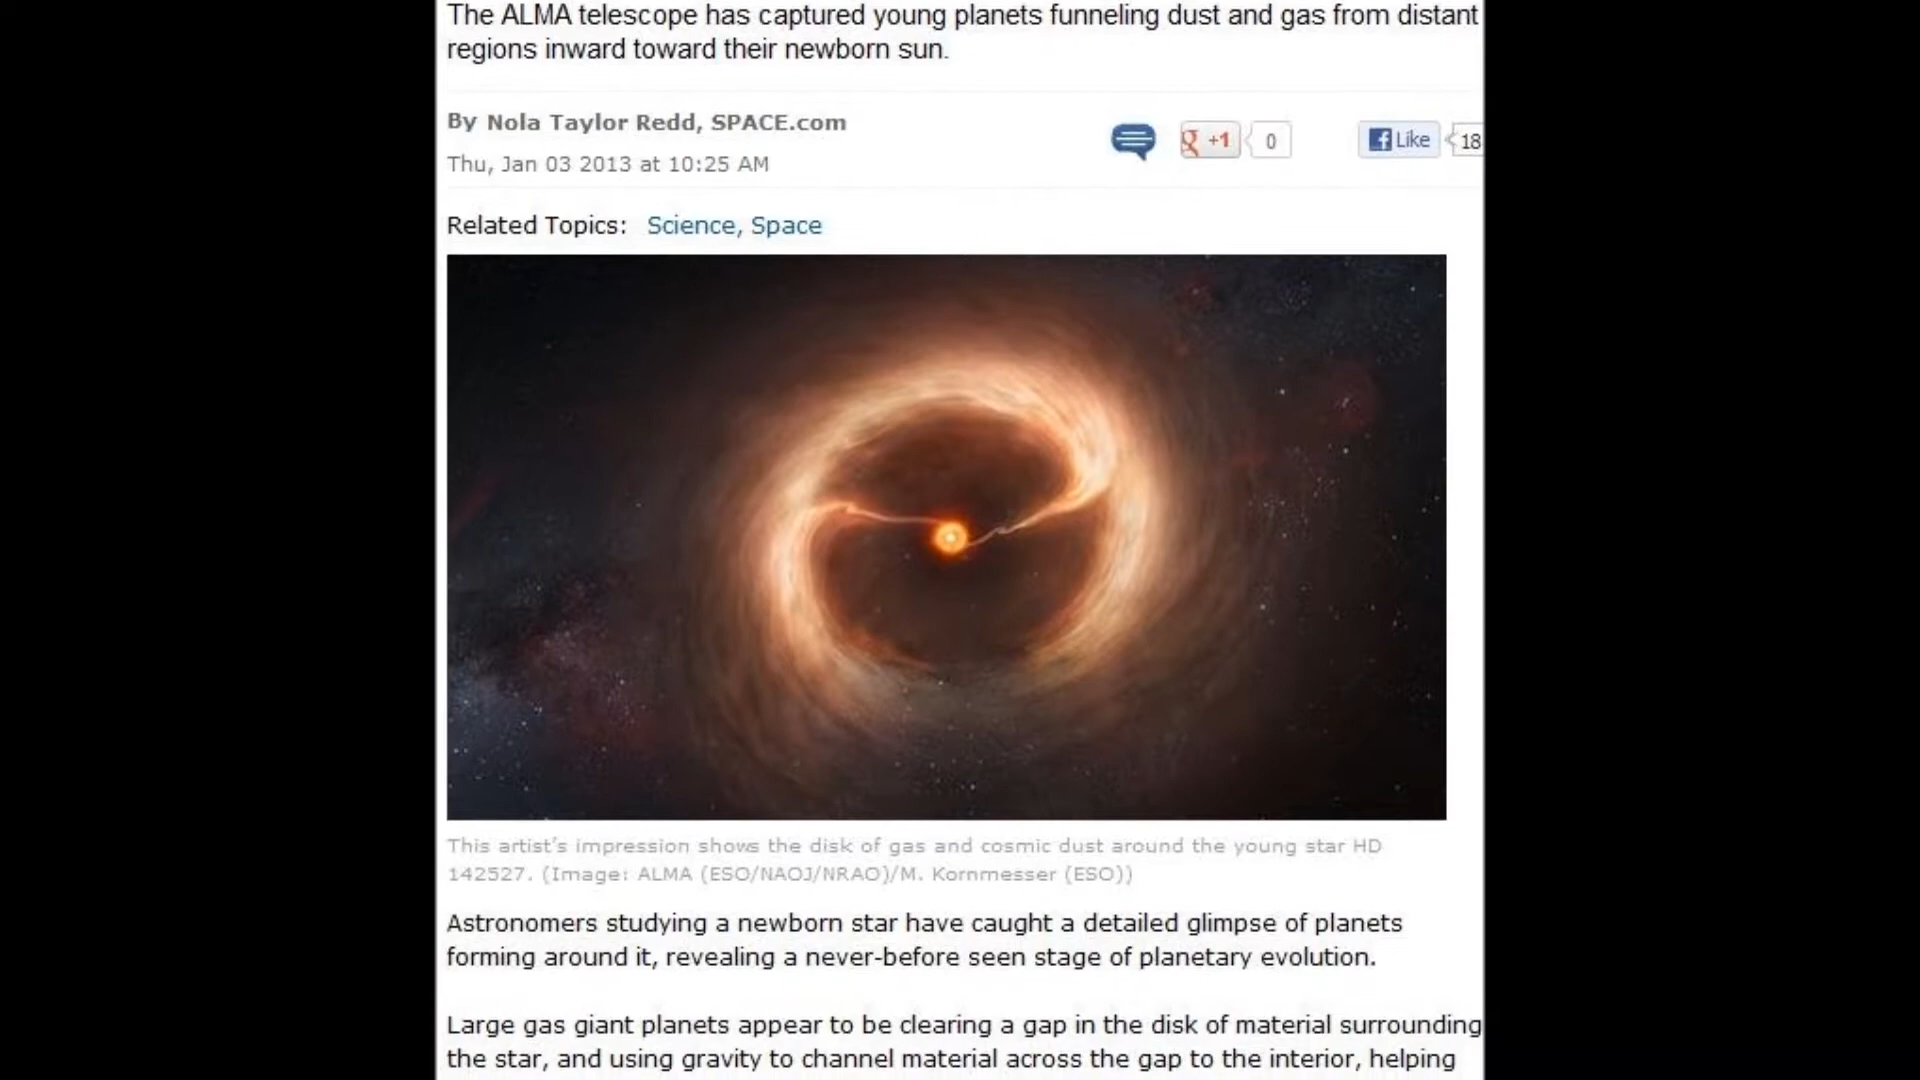 The ALMA telescope has captured young planets funneling dust and gas from distant
regions inward toward their newborn sun.
By Nola Taylor Redd, SPACE.com
Thu, Jan 03 2013 at 10:25 AM
g +1 0
f Like 18
Related Topics: Science, Space
This artist's impression shows the disk of gas and cosmic dust around the young star HD
142527. (Image: ALMA (ESO/NAOJ/NRAO)/M. Kornmesser (ESO))
Astronomers studying a newborn star have caught a detailed glimpse of planets
forming around it, revealing a never-before seen stage of planetary evolution.
Large gas giant planets appear to be clearing a gap in the disk of material surrounding
the star, and using gravity to channel material across the gap to the interior, helping